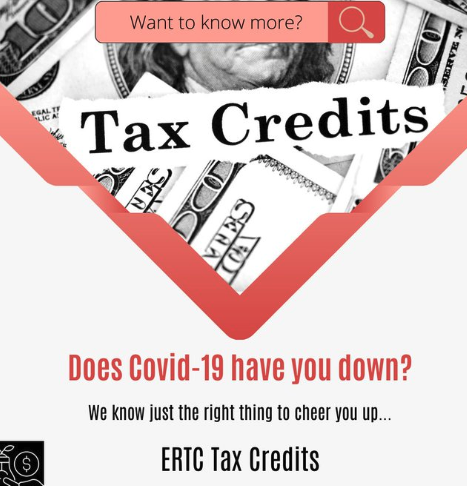 Want to know more?
Tax Credits
Does Covid-19 have you down?
We know just the right thing to cheer you up...
ERTC Tax Credits